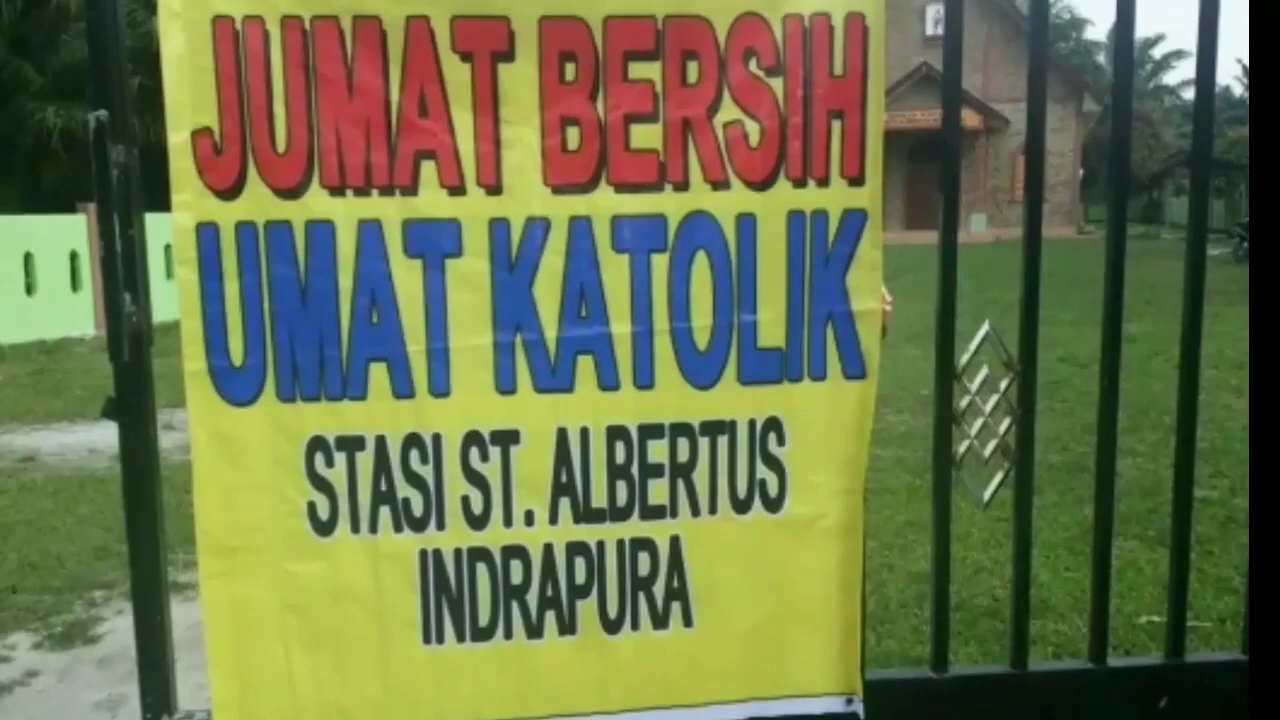 JUMAT BERSIH
UMAT KATOLIK
STASI ST. ALBERTUS
INDRAPURA